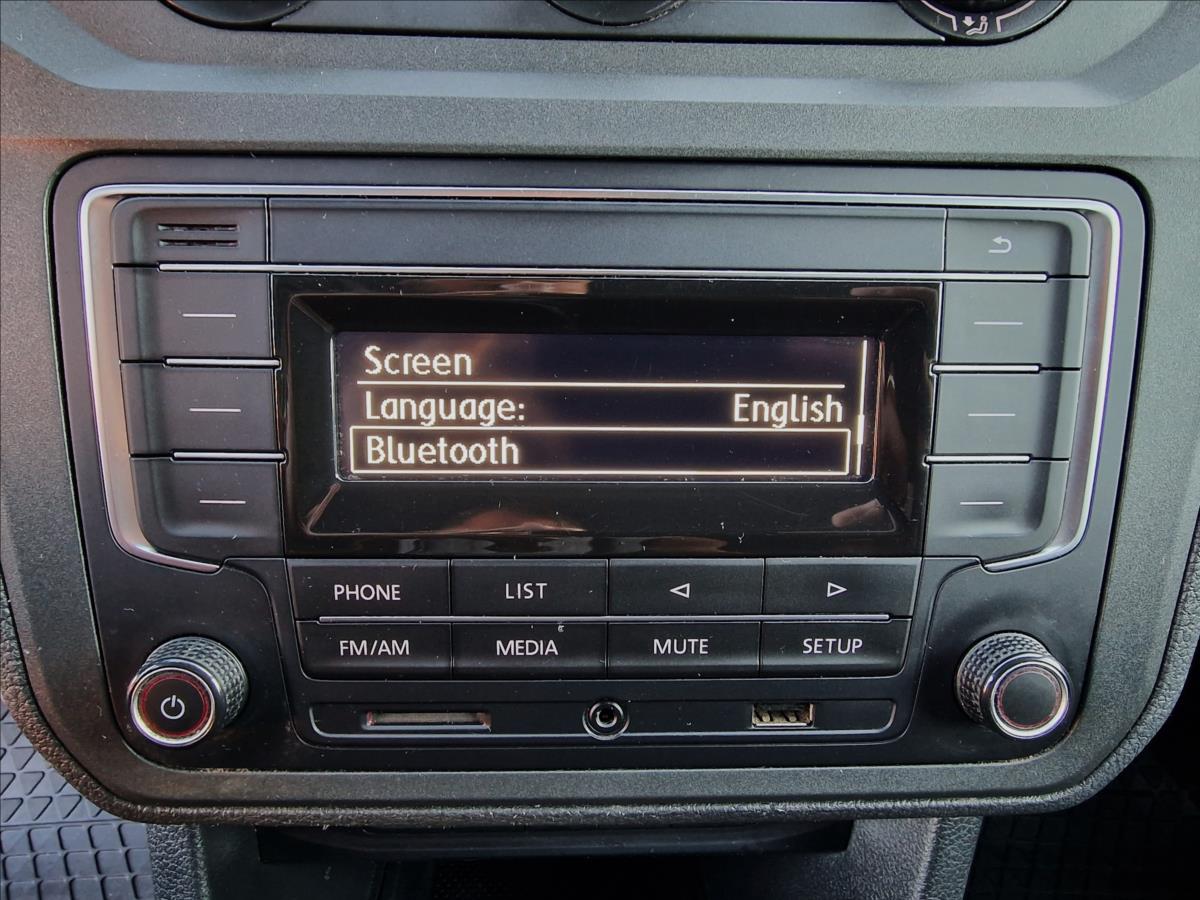 Screen
Language: English
Bluetooth
PHONE LIST
FM/AM MEDIA MUTE SETUP